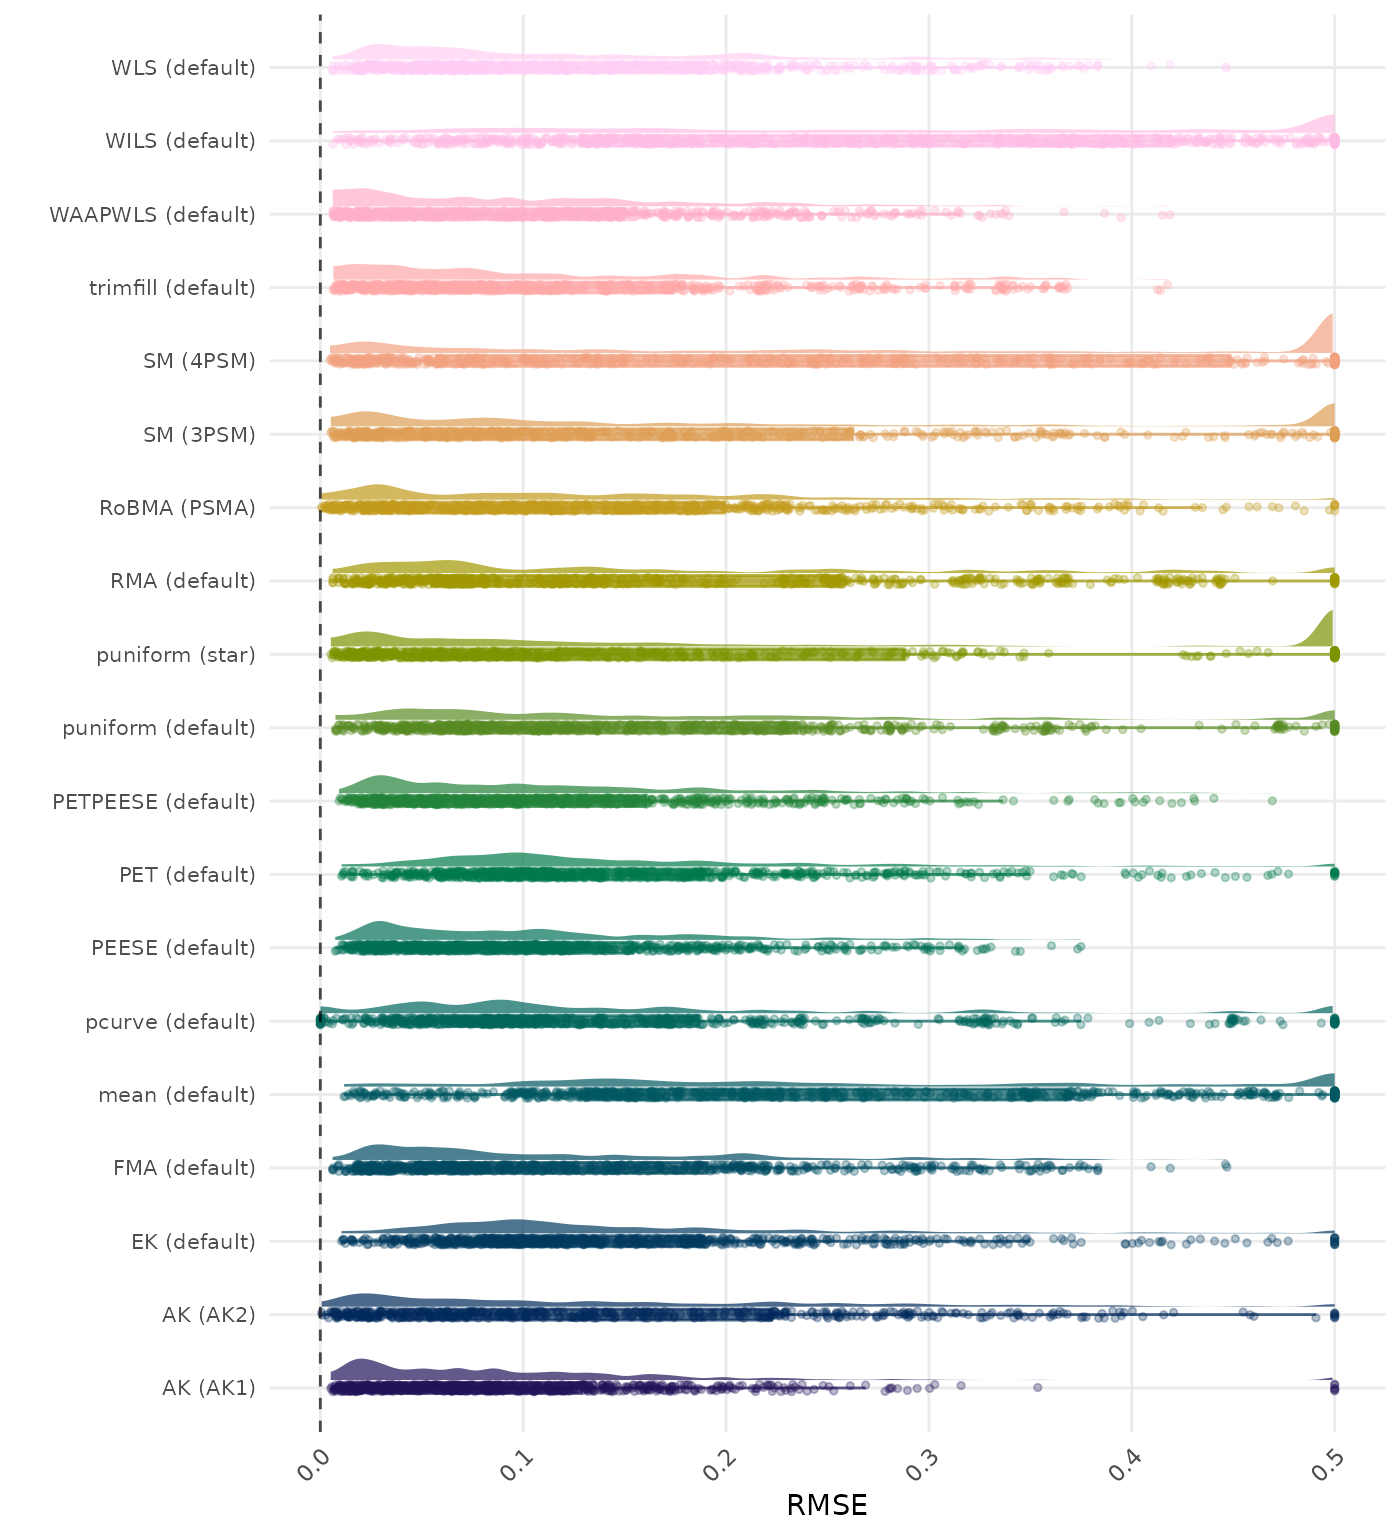 WLS (default)
WILS (default)
WAAPWLS (default)
trimfill (default)
SM (4PSM)
SM (3PSM)
RoBMA (PSMA)
RMA (default)
puniform (star)
puniform (default)
PETPEESE (default)
PET (default)
PEESE (default)
pcurve (default)
mean (default)
FMA (default)
EK (default)
AK (AK2)
AK (AK1)
0.0 0.1 0.2 0.3 0.4 0.5
RMSE